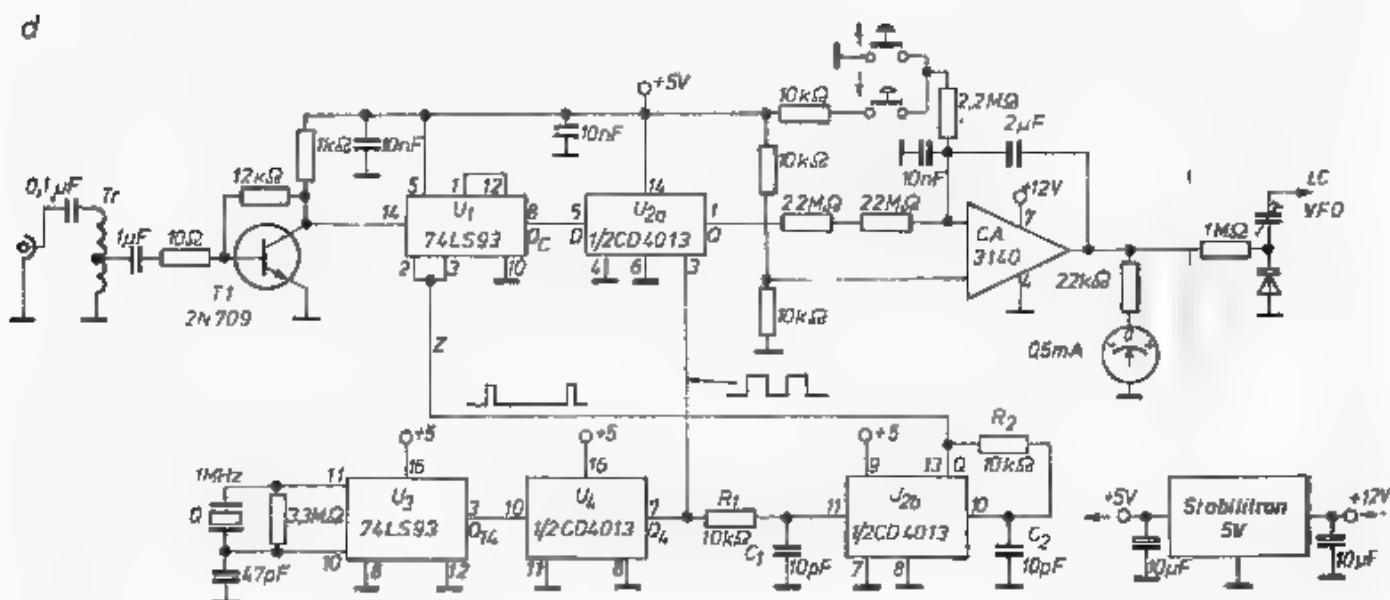 d
+5V
10kΩ
2,2MΩ
2µF
1kΩ
10nF
10nF
10kΩ
10nF
+12V
LC
VFO
0,1µF
Tr
12kΩ
5
1
12
14
14
U1
8
5
U2a
1
22MΩ
22MΩ
7
CA
3140
7
1MΩ
1µF
10Ω
74LS93
QC
D
1/2CD4013
Q
2
3
10
4
6
3
4
22kΩ
T1
2N709
10kΩ
0
0,5mA
Z
+5
+5
+5
R2
10kΩ
1MHz
11
16
16
9
13
Q
+5V
Stabilitron
5V
+12V
Q
3,3MΩ
U3
74LS93
3
Q14
10
U4
1/2CD4013
7
Q4
R1
10kΩ
11
U2b
1/2CD4013
10
10
47pF
8
12
11
8
C1
10pF
7
8
C2
10pF
10µF
10µF